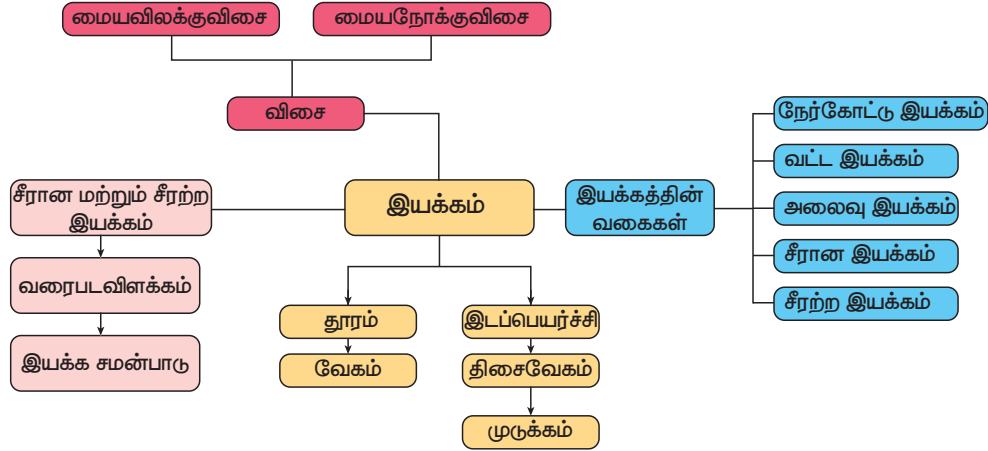 மையவிலக்குவிசை
மையநோக்குவிசை
விசை
சீரான மற்றும் சீரற்ற
இயக்கம்
வரைபடவிளக்கம்
இயக்க சமன்பாடு
இயக்கம்
தூரம்
வேகம்
இடப்பெயர்ச்சி
திசைவேகம்
முடுக்கம்
இயக்கத்தின்
வகைகள்
நேர்கோட்டு இயக்கம்
வட்ட இயக்கம்
அலைவு இயக்கம்
சீரான இயக்கம்
சீரற்ற இயக்கம்